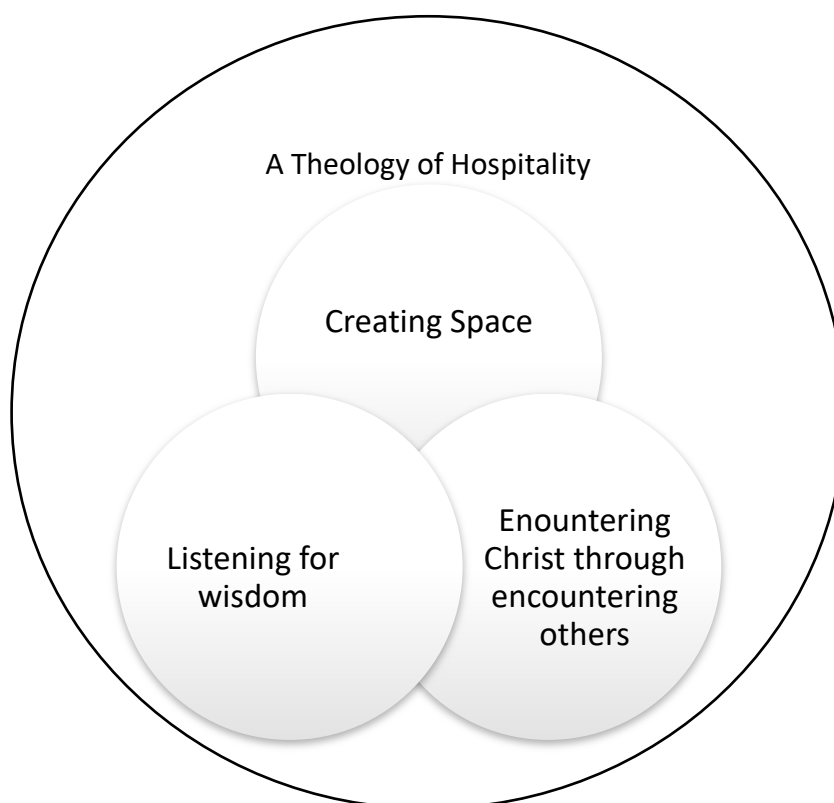 A Theology of Hospitality
Creating Space
Listening for
wisdom
Enountering
Christ through
encountering
others